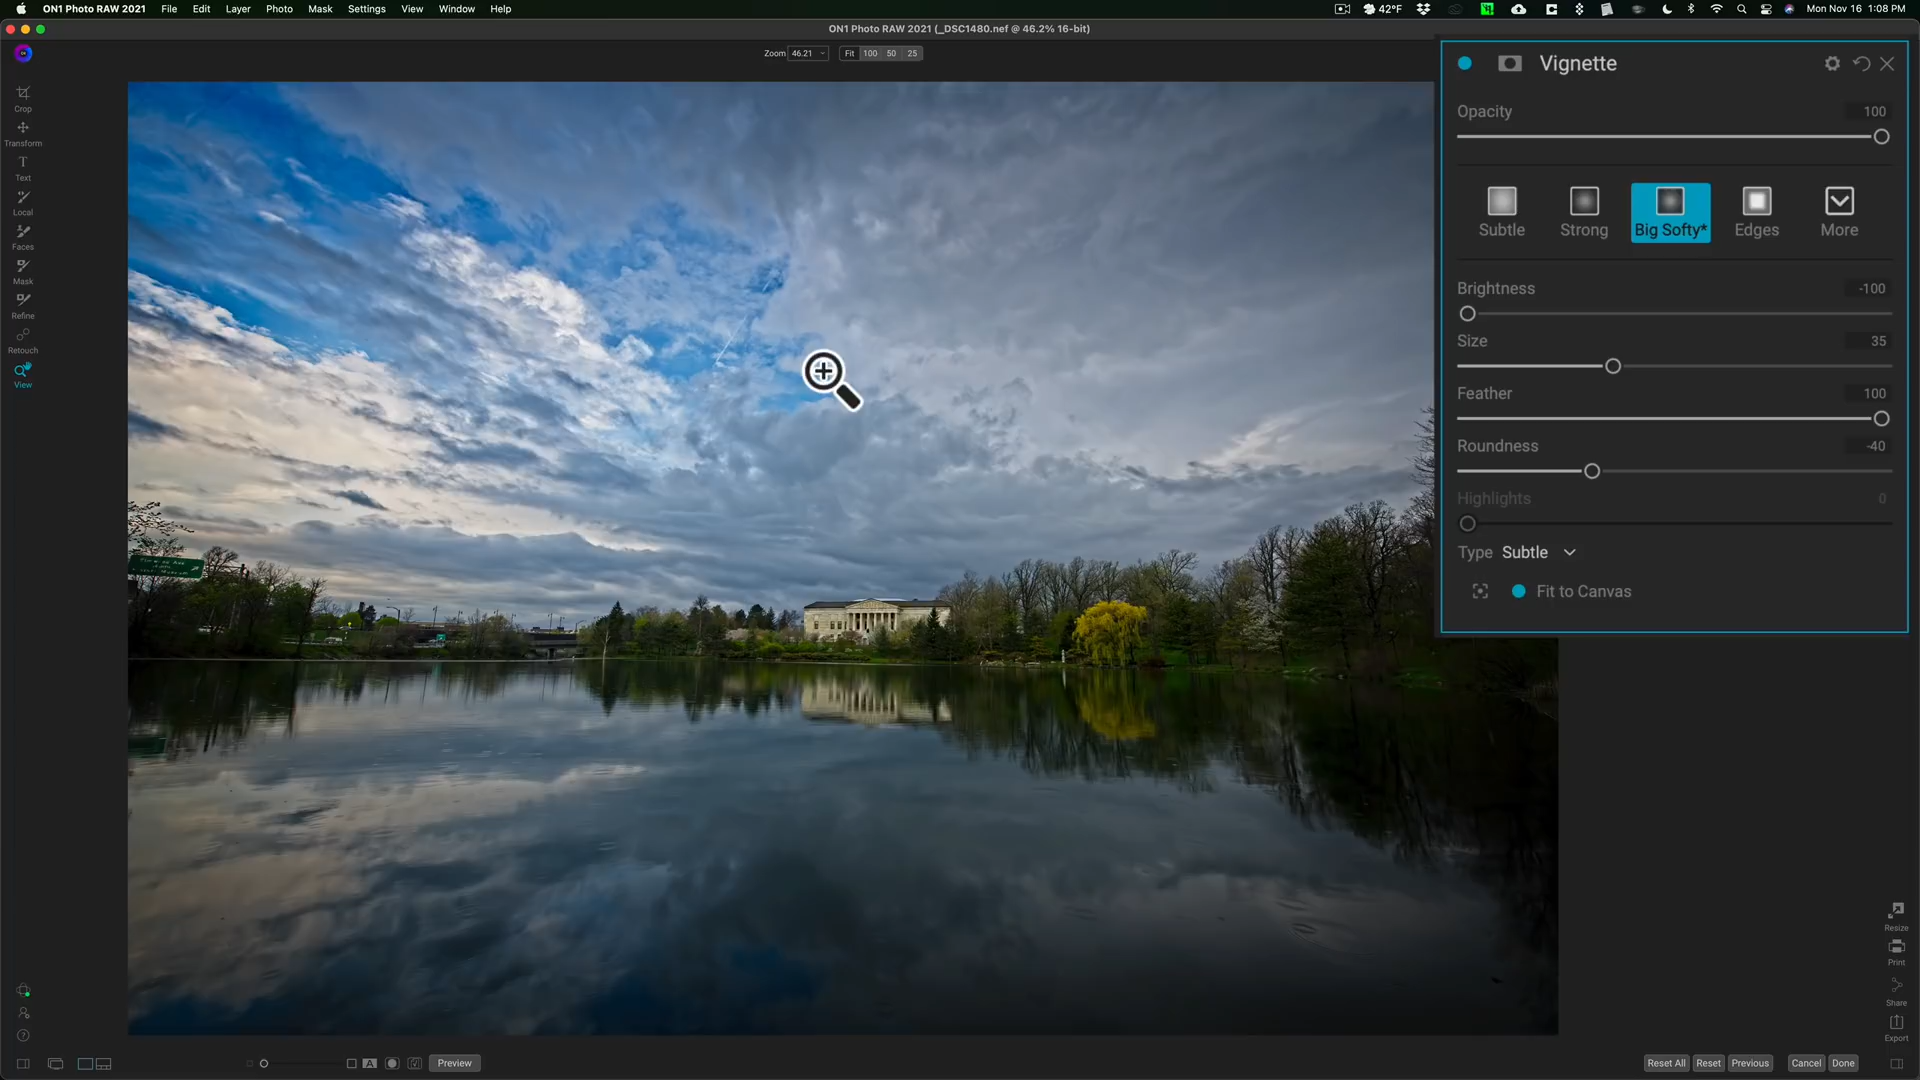 ON1 Photo RAW 2021 File Edit Layer Photo Mask Settings View Window Help 42°F Mon Nov 16 1:08 PM
ON1 Photo RAW 2021 (_DSC1480.nef @ 46.2% 16-bit)
Zoom 46.21 Fit 100 50 25
Crop
Transform
Text
Local
Faces
Mask
Refine
Retouch
View
Vignette
Opacity 100
Subtle Strong Big Softy* Edges More
Brightness -100
Size 35
Feather 100
Roundness -40
Highlights 0
Type Subtle
Fit to Canvas
Resize
Print
Share
Export
A Preview Reset All Reset Previous Cancel Done